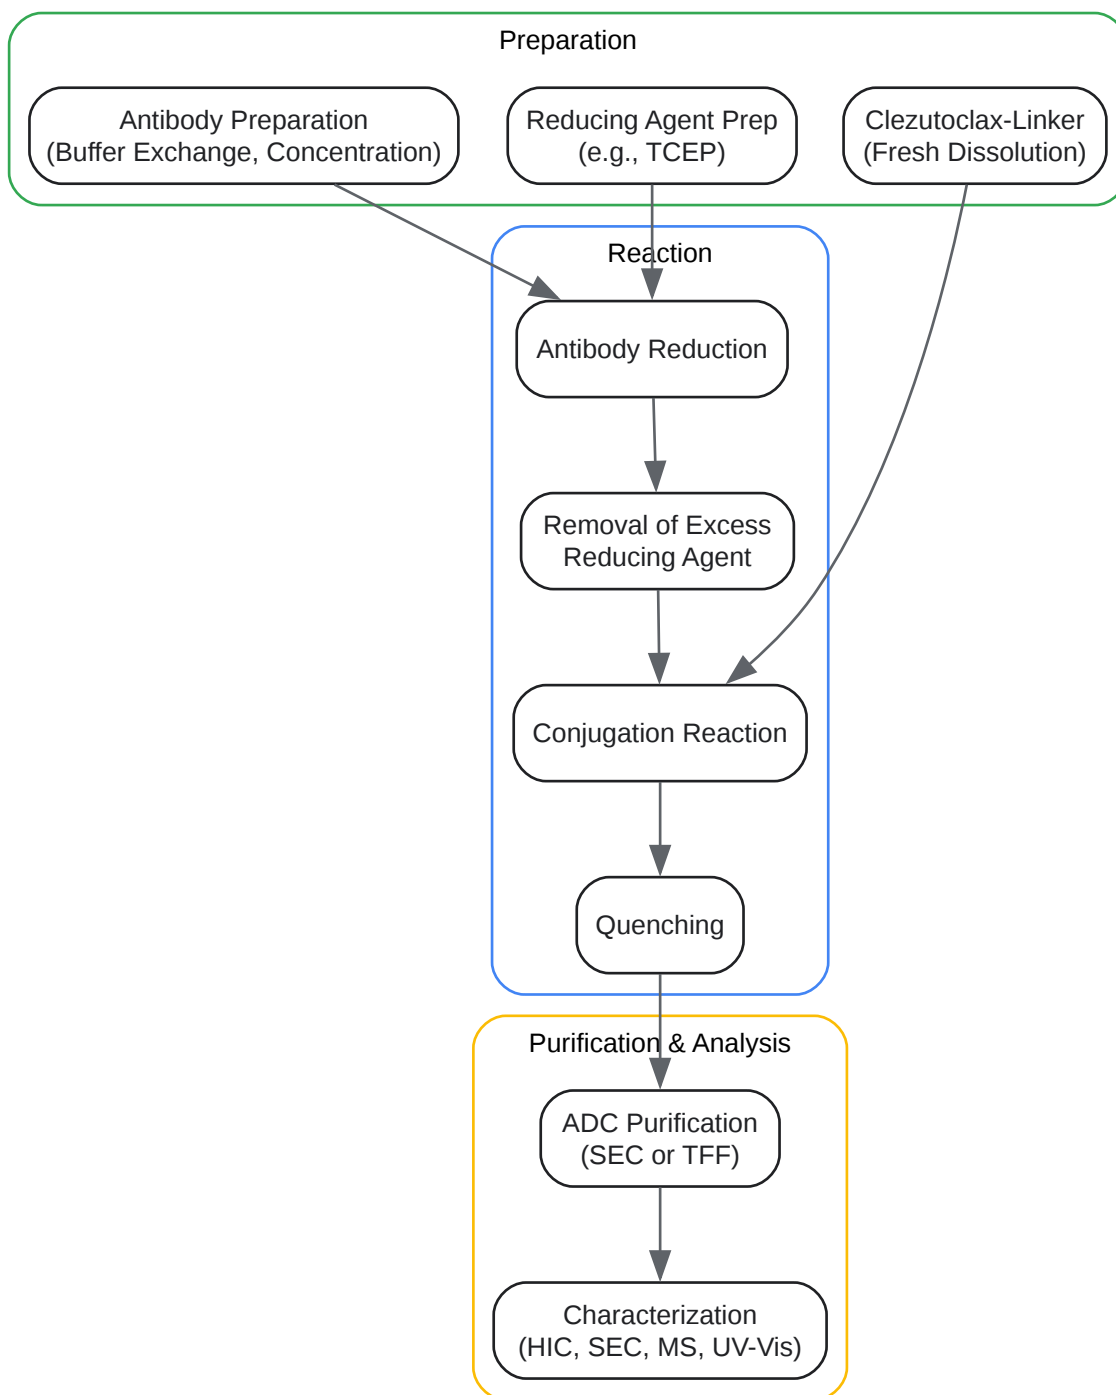 Preparation
Antibody Preparation
(Buffer Exchange, Concentration)
Reducing Agent Prep
(e.g., TCEP)
Clezutoclax-Linker
(Fresh Dissolution)
Reaction
Antibody Reduction
Removal of Excess
Reducing Agent
Conjugation Reaction
Quenching
Purification & Analysis
ADC Purification
(SEC or TFF)
Characterization
(HIC, SEC, MS, UV-Vis)